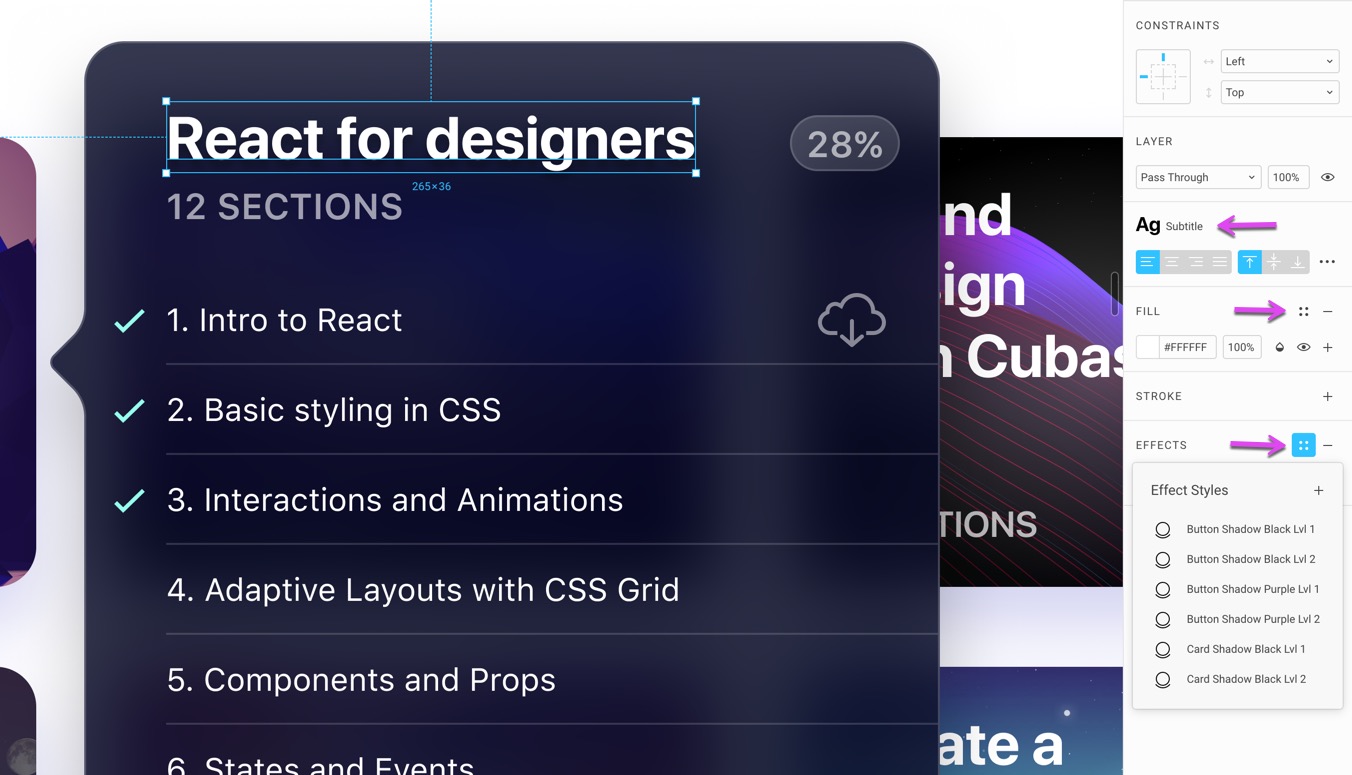 React for designers
28%
265×36
12 SECTIONS
1. Intro to React
2. Basic styling in CSS
3. Interactions and Animations
4. Adaptive Layouts with CSS Grid
5. Components and Props
6. States and Events
nd
ign
Cubas
TIONS
ate a
CONSTRAINTS
Left
Top
LAYER
Pass Through
100%
Ag Subtitle
FILL
#FFFFFF
100%
STROKE
EFFECTS
Effect Styles
Button Shadow Black Lvl 1
Button Shadow Black Lvl 2
Button Shadow Purple Lvl 1
Button Shadow Purple Lvl 2
Card Shadow Black Lvl 1
Card Shadow Black Lvl 2